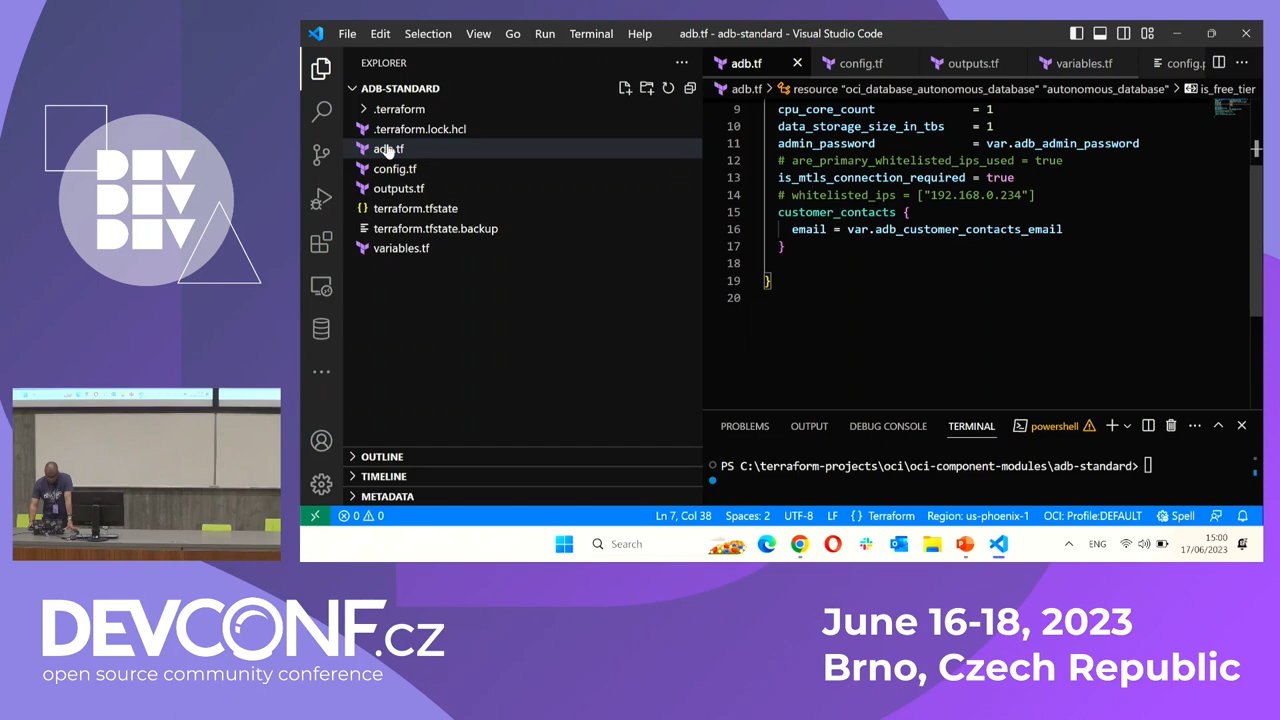 File Edit Selection View Go Run Terminal Help adb.tf - adb-standard - Visual Studio Code
EXPLORER
adb.tf config.tf outputs.tf variables.tf config.p
ADB-STANDARD
adb.tf > resource "oci_database_autonomous_database" "autonomous_database" > is_free_tier
.terraform
.terraform.lock.hcl
adb.tf
config.tf
outputs.tf
terraform.tfstate
terraform.tfstate.backup
variables.tf
9 cpu_core_count = 1
10 data_storage_size_in_tbs = 1
11 admin_password = var.adb_admin_password
12 # are_primary_whitelisted_ips_used = true
13 is_mtls_connection_required = true
14 # whitelisted_ips = ["192.168.0.234"]
15 customer_contacts {
16 email = var.adb_customer_contacts_email
17 }
18
19 }
20
OUTLINE
TIMELINE
METADATA
PROBLEMS OUTPUT DEBUG CONSOLE TERMINAL powershell
PS C:\terraform-projects\oci\oci-component-modules\adb-standard>
0 0 Ln 7, Col 38 Spaces: 2 UTF-8 LF {} Terraform Region: us-phoenix-1 OCI: Profile:DEFAULT Spell
Search
ENG
15:00
17/06/2023
DEV
DEV
DEV
DEVCONF.cz
open source community conference
June 16-18, 2023
Brno, Czech Republic